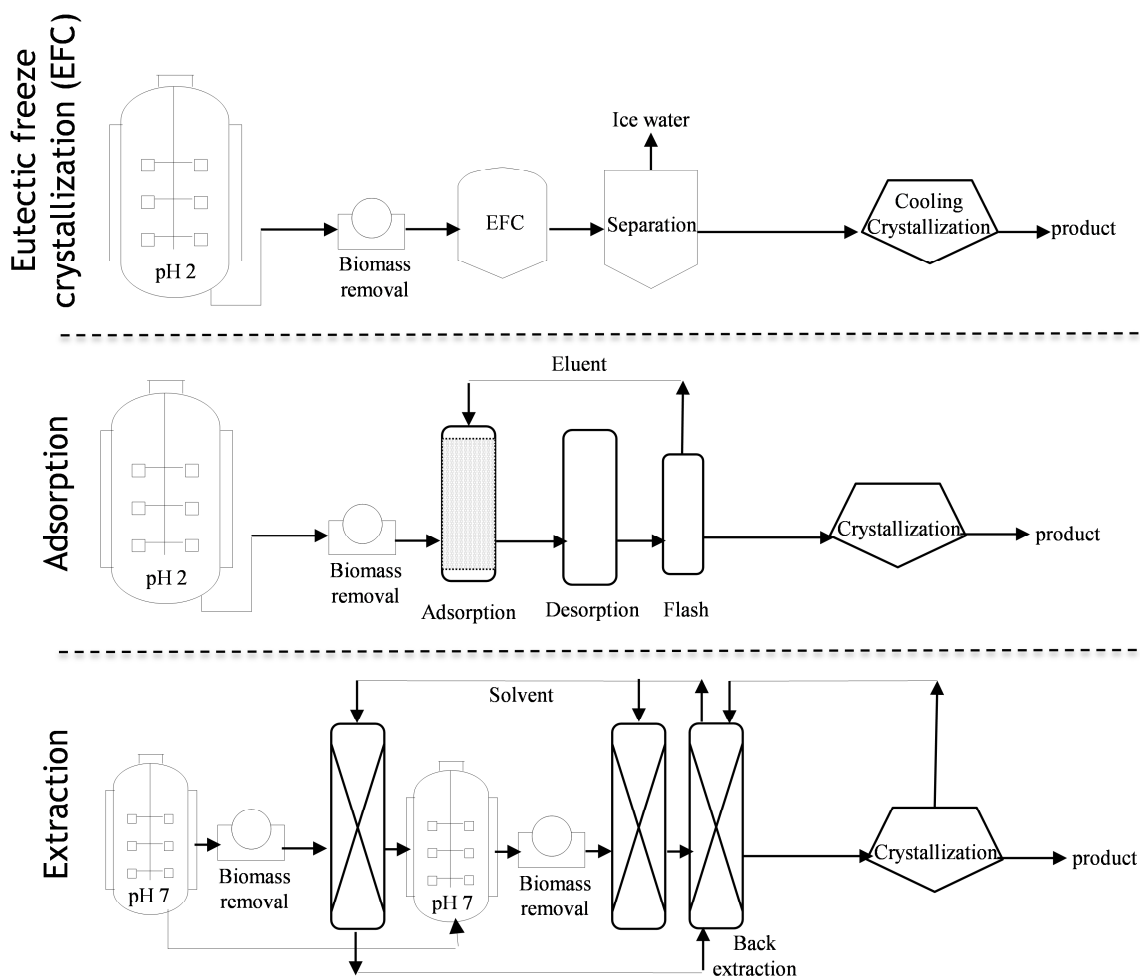 Eutectic freeze
crystallization (EFC)
pH 2
Biomass
removal
EFC
Ice water
Separation
Cooling
Crystallization
product
Adsorption
pH 2
Biomass
removal
Eluent
Adsorption
Desorption
Flash
Crystallization
product
Extraction
pH 7
Biomass
removal
Solvent
pH 7
Biomass
removal
Back
extraction
Crystallization
product